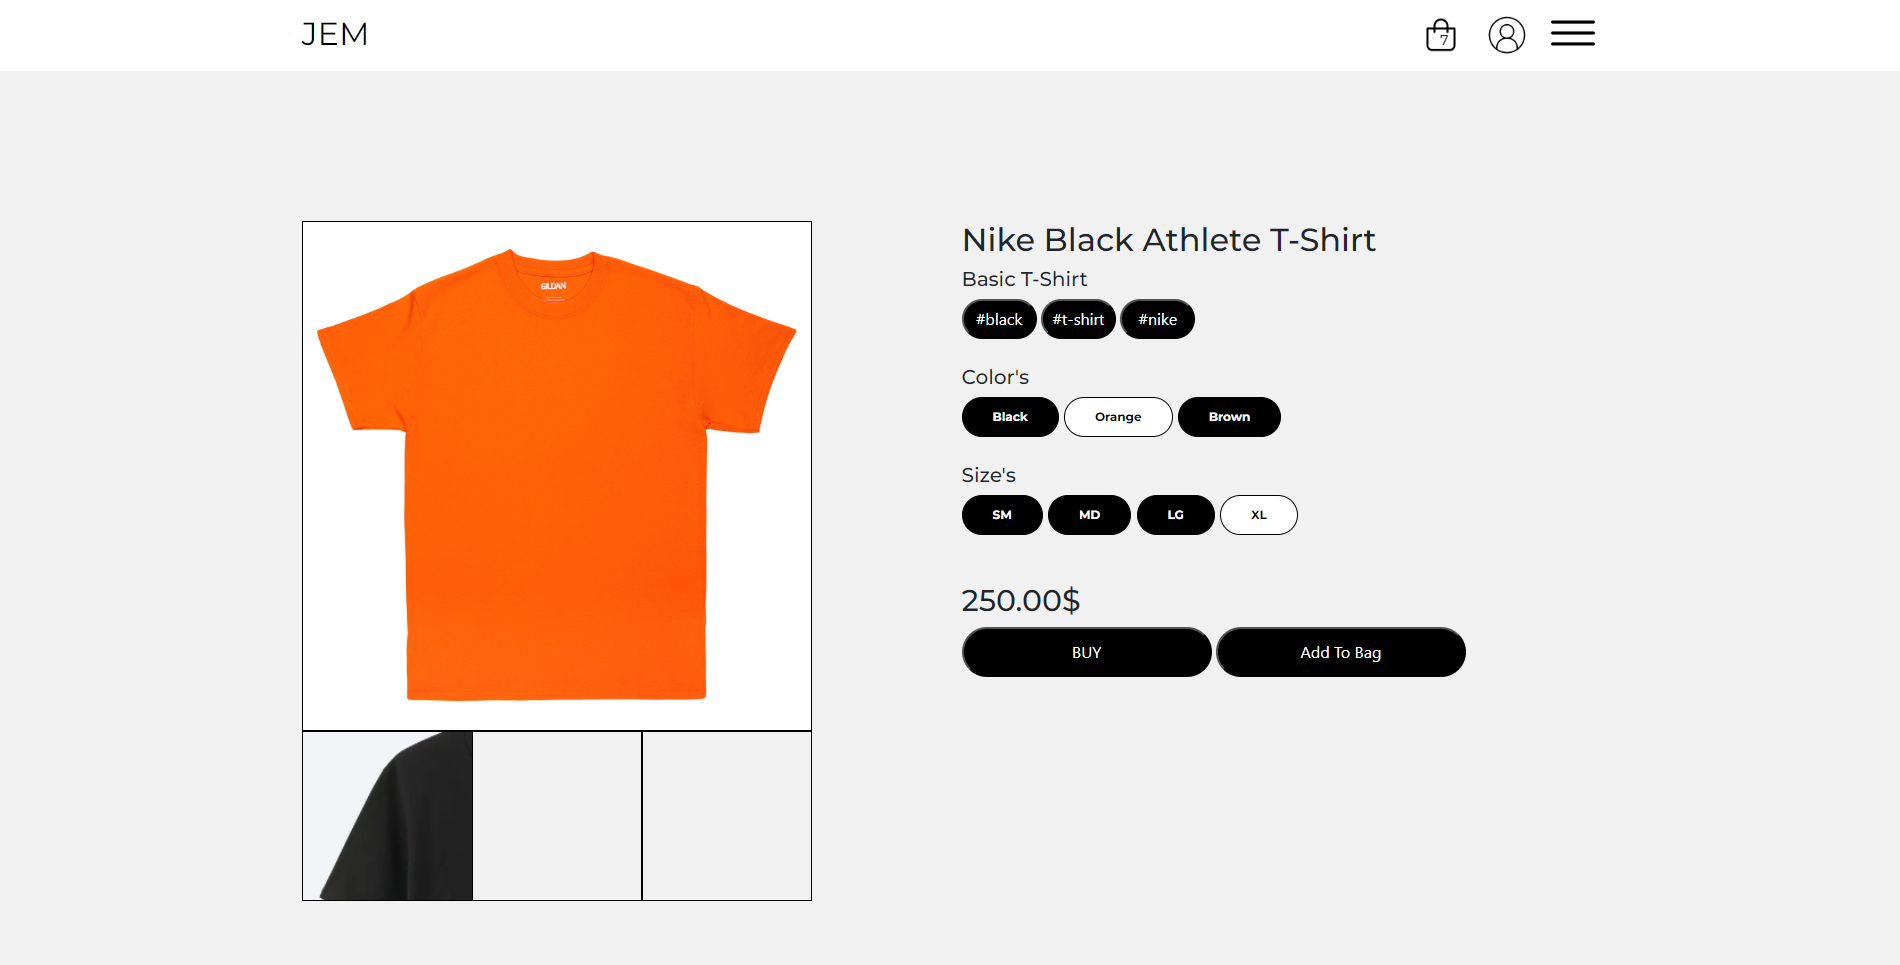 JEM
7
GILDAN
Nike Black Athlete T-Shirt
Basic T-Shirt
#black #t-shirt #nike
Color's
Black Orange Brown
Size's
SM MD LG XL
250.00$
BUY Add To Bag